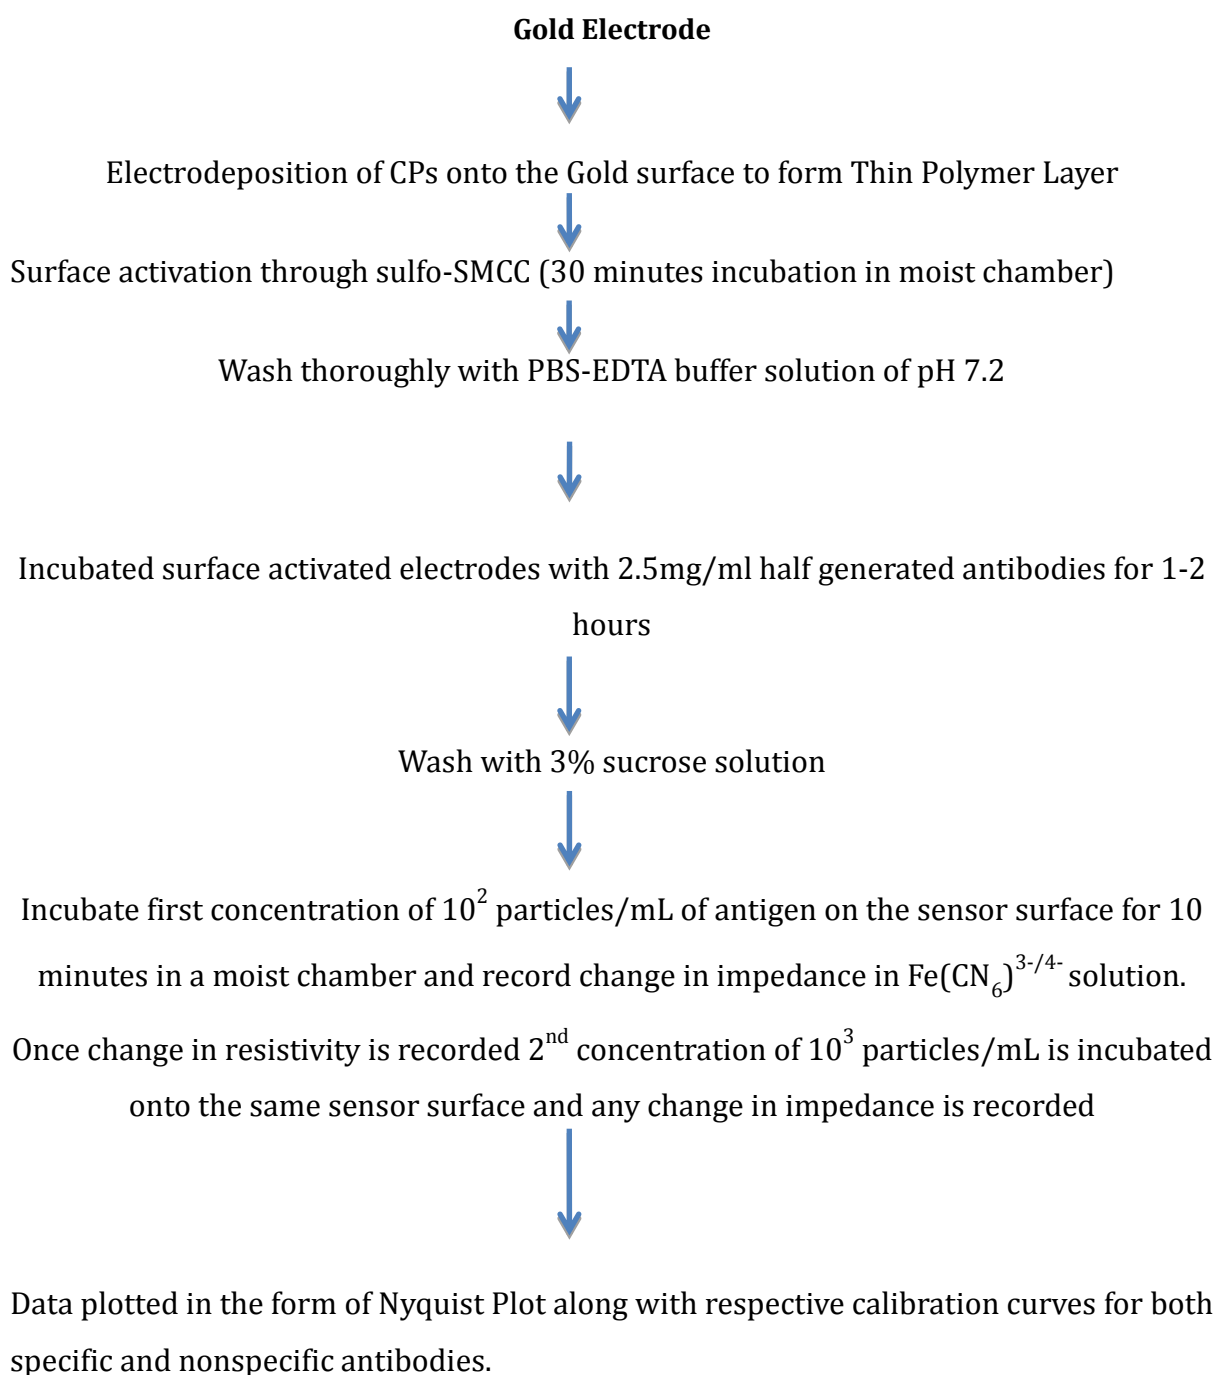 Gold Electrode
Electrodeposition of CPs onto the Gold surface to form Thin Polymer Layer
Surface activation through sulfo-SMCC (30 minutes incubation in moist chamber)
Wash thoroughly with PBS-EDTA buffer solution of pH 7.2
Incubated surface activated electrodes with 2.5mg/ml half generated antibodies for 1-2
hours
Wash with 3% sucrose solution
Incubate first concentration of 10² particles/mL of antigen on the sensor surface for 10
minutes in a moist chamber and record change in impedance in Fe(CN₆)³⁻/⁴⁻ solution.
Once change in resistivity is recorded 2ⁿᵈ concentration of 10³ particles/mL is incubated
onto the same sensor surface and any change in impedance is recorded
Data plotted in the form of Nyquist Plot along with respective calibration curves for both
specific and nonspecific antibodies.